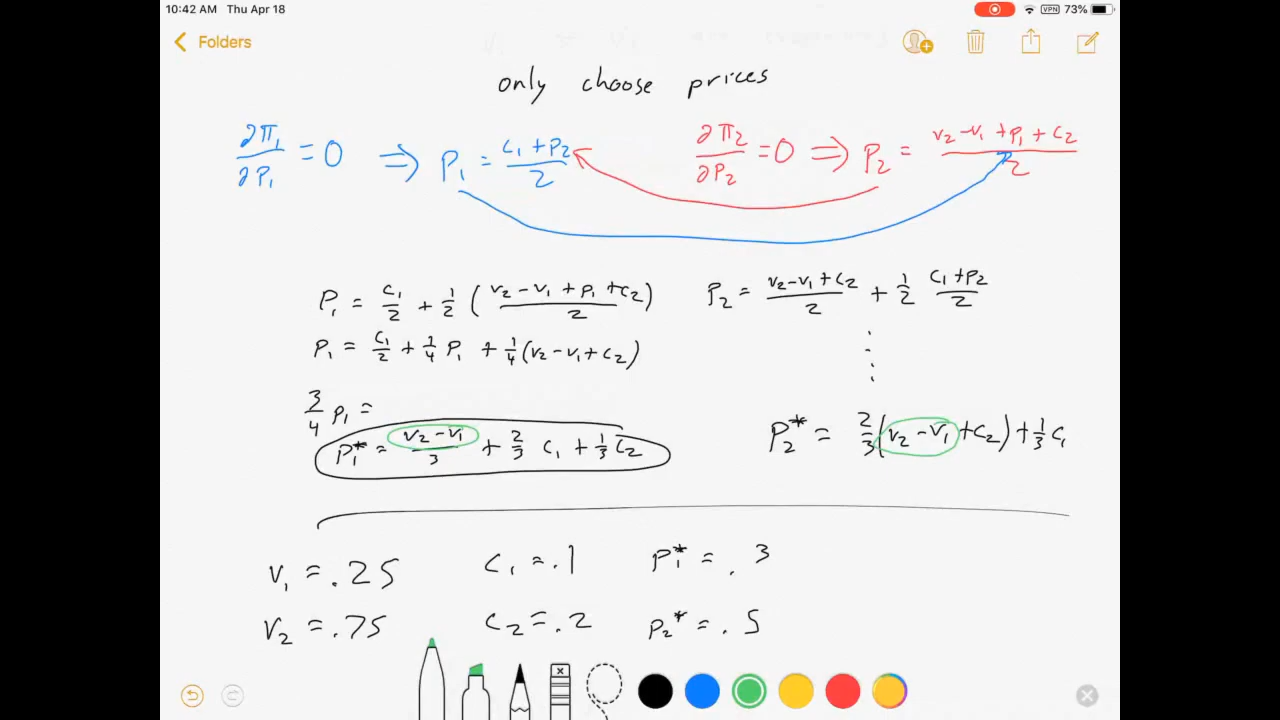 10:42 AM Thu Apr 18 VPN 73%
Folders
only choose prices
∂π₁/∂P₁ = 0 ⇒ P₁ = (c₁ + P₂)/2 ∂π₂/∂P₂ = 0 ⇒ P₂ = (v₂ - v₁ + P₁ + c₂)/2
P₁ = c₁/2 + 1/2 ((v₂ - v₁ + P₁ + c₂)/2) P₂ = (v₂ - v₁ + c₂)/2 + 1/2 (c₁ + P₂)/2
P₁ = c₁/2 + 1/4 P₁ + 1/4 (v₂ - v₁ + c₂)
3/4 P₁ =
P₁* = (v₂ - v₁)/3 + 2/3 c₁ + 1/3 c₂ P₂* = 2/3 (v₂ - v₁ + c₂) + 1/3 c₁
v₁ = .25 c₁ = .1 P₁* = .3
v₂ = .75 c₂ = .2 P₂* = .5